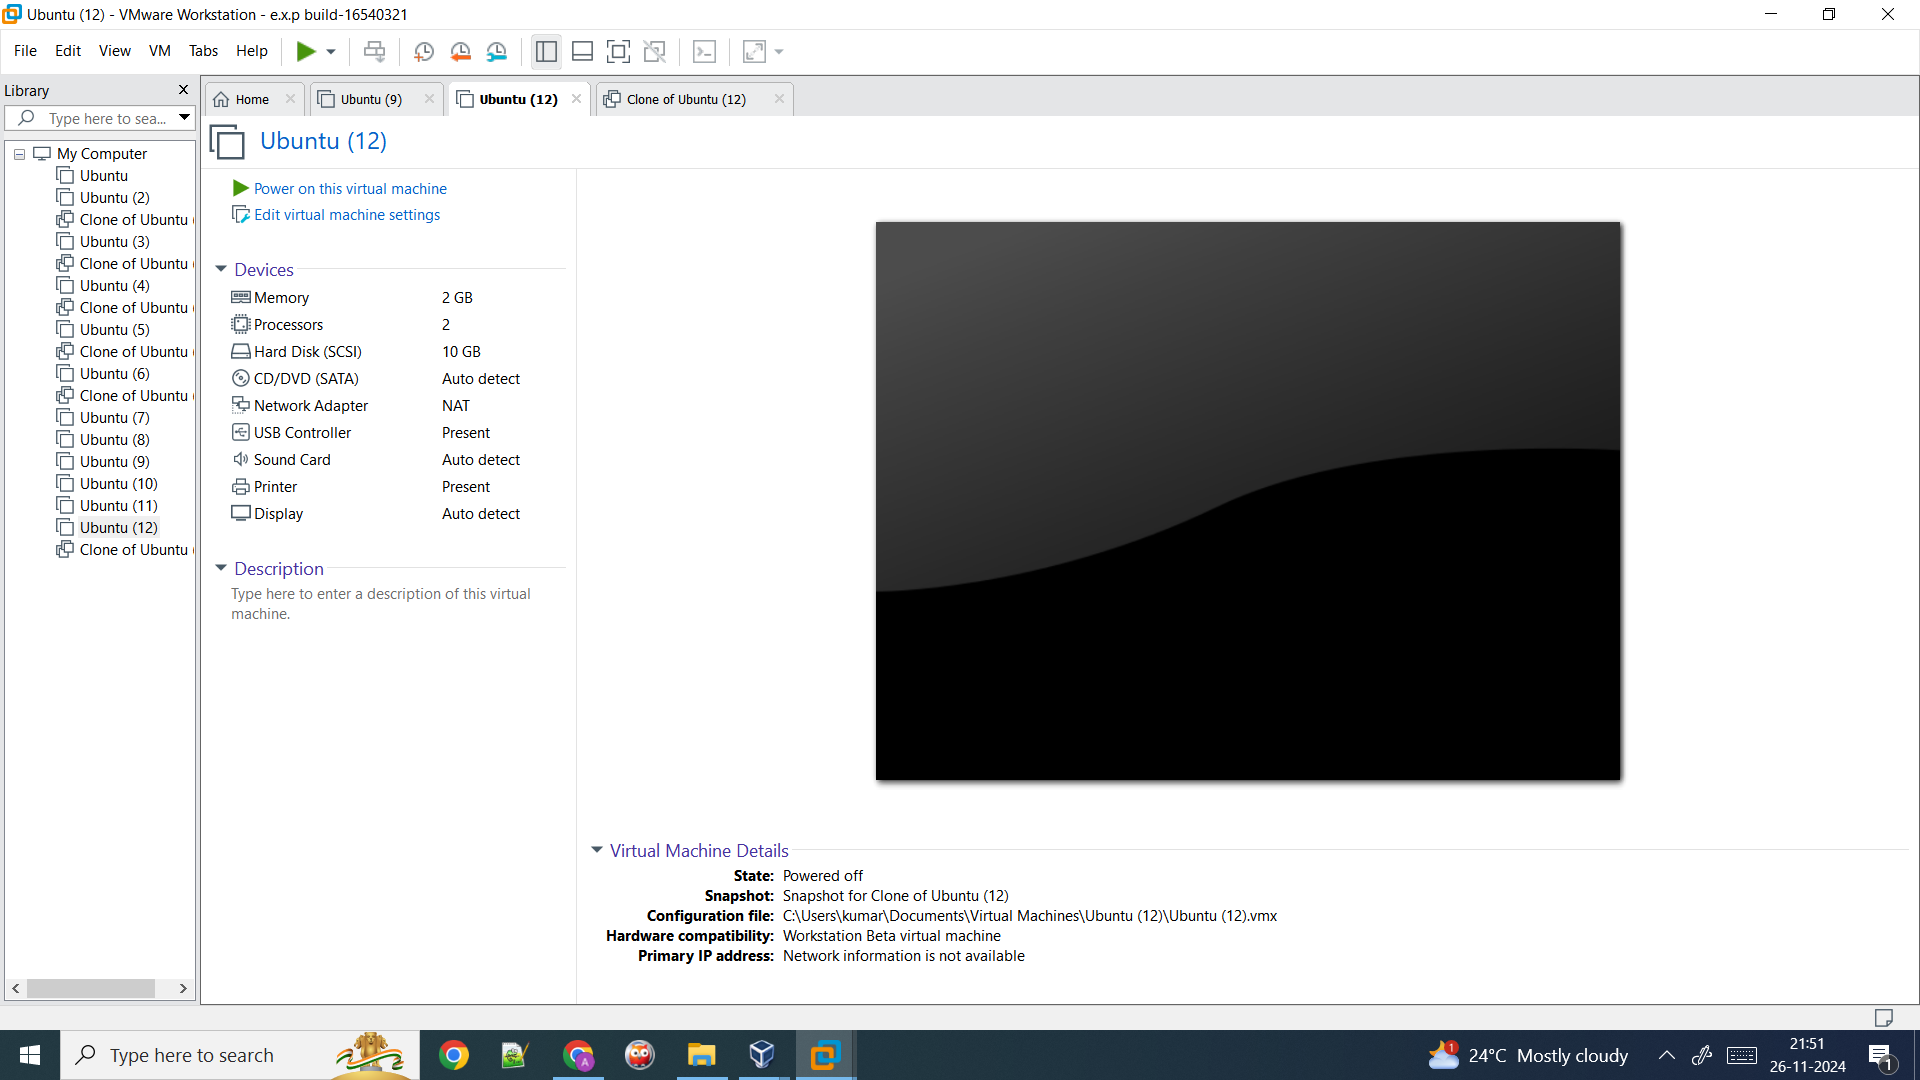 Ubuntu (12) - VMware Workstation - e.x.p build-16540321
File Edit View VM Tabs Help
Library
Type here to sea...
My Computer
Ubuntu
Ubuntu (2)
Clone of Ubuntu
Ubuntu (3)
Clone of Ubuntu
Ubuntu (4)
Clone of Ubuntu
Ubuntu (5)
Clone of Ubuntu
Ubuntu (6)
Clone of Ubuntu
Ubuntu (7)
Ubuntu (8)
Ubuntu (9)
Ubuntu (10)
Ubuntu (11)
Ubuntu (12)
Clone of Ubuntu
Home Ubuntu (9) Ubuntu (12) Clone of Ubuntu (12)
Ubuntu (12)
Power on this virtual machine
Edit virtual machine settings
Devices
Memory 2 GB
Processors 2
Hard Disk (SCSI) 10 GB
CD/DVD (SATA) Auto detect
Network Adapter NAT
USB Controller Present
Sound Card Auto detect
Printer Present
Display Auto detect
Description
Type here to enter a description of this virtual
machine.
Virtual Machine Details
State: Powered off
Snapshot: Snapshot for Clone of Ubuntu (12)
Configuration file: C:\Users\kumar\Documents\Virtual Machines\Ubuntu (12)\Ubuntu (12).vmx
Hardware compatibility: Workstation Beta virtual machine
Primary IP address: Network information is not available
Type here to search
A
1
24°C Mostly cloudy
21:51
26-11-2024
1